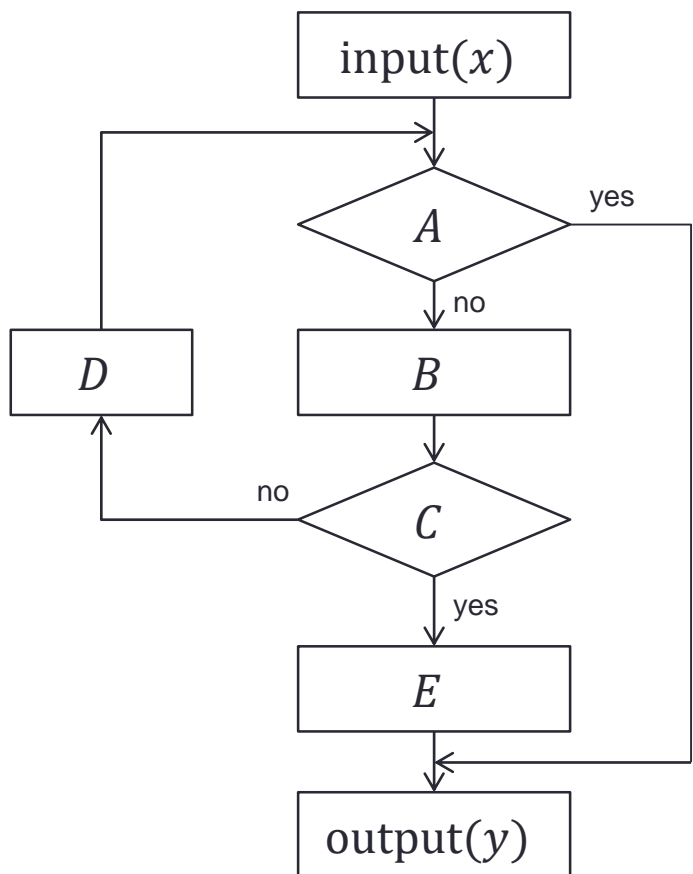 input(x)
A
yes
no
D
B
no
C
yes
E
output(y)